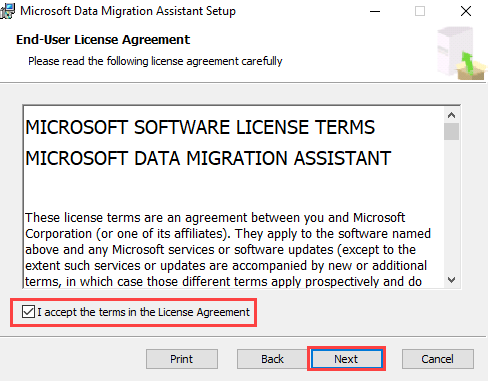 Microsoft Data Migration Assistant Setup
End-User License Agreement
Please read the following license agreement carefully
MICROSOFT SOFTWARE LICENSE TERMS
MICROSOFT DATA MIGRATION ASSISTANT
These license terms are an agreement between you and Microsoft
Corporation (or one of its affiliates). They apply to the software named
above and any Microsoft services or software updates (except to the
extent such services or updates are accompanied by new or additional
terms, in which case those different terms apply prospectively and do
I accept the terms in the License Agreement
Print Back Next Cancel